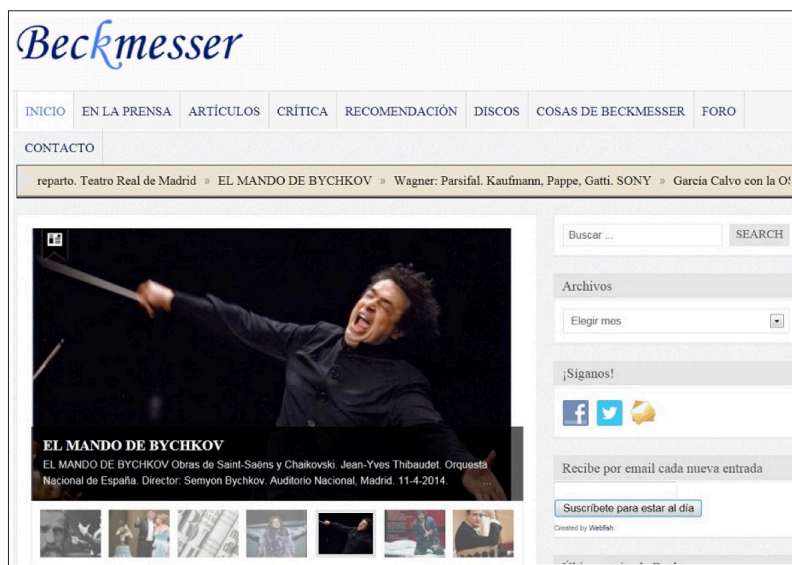 Beckmesser
INICIO EN LA PRENSA ARTÍCULOS CRÍTICA RECOMENDACIÓN DISCOS COSAS DE BECKMESSER FORO
CONTACTO
reparto. Teatro Real de Madrid » EL MANDO DE BYCHKOV » Wagner: Parsifal. Kaufmann, Pappe, Gatti. SONY » García Calvo con la
Buscar ... SEARCH
Archivos
Elegir mes
¡Síganos!
EL MANDO DE BYCHKOV
EL MANDO DE BYCHKOV Obras de Saint-Saëns y Chaikovski. Jean-Yves Thibaudet. Orquesta
Nacional de España. Director: Semyon Bychkov. Auditorio Nacional, Madrid. 11-4-2014. ...
Recibe por email cada nueva entrada
Suscríbete para estar al día
Created by Webfish.